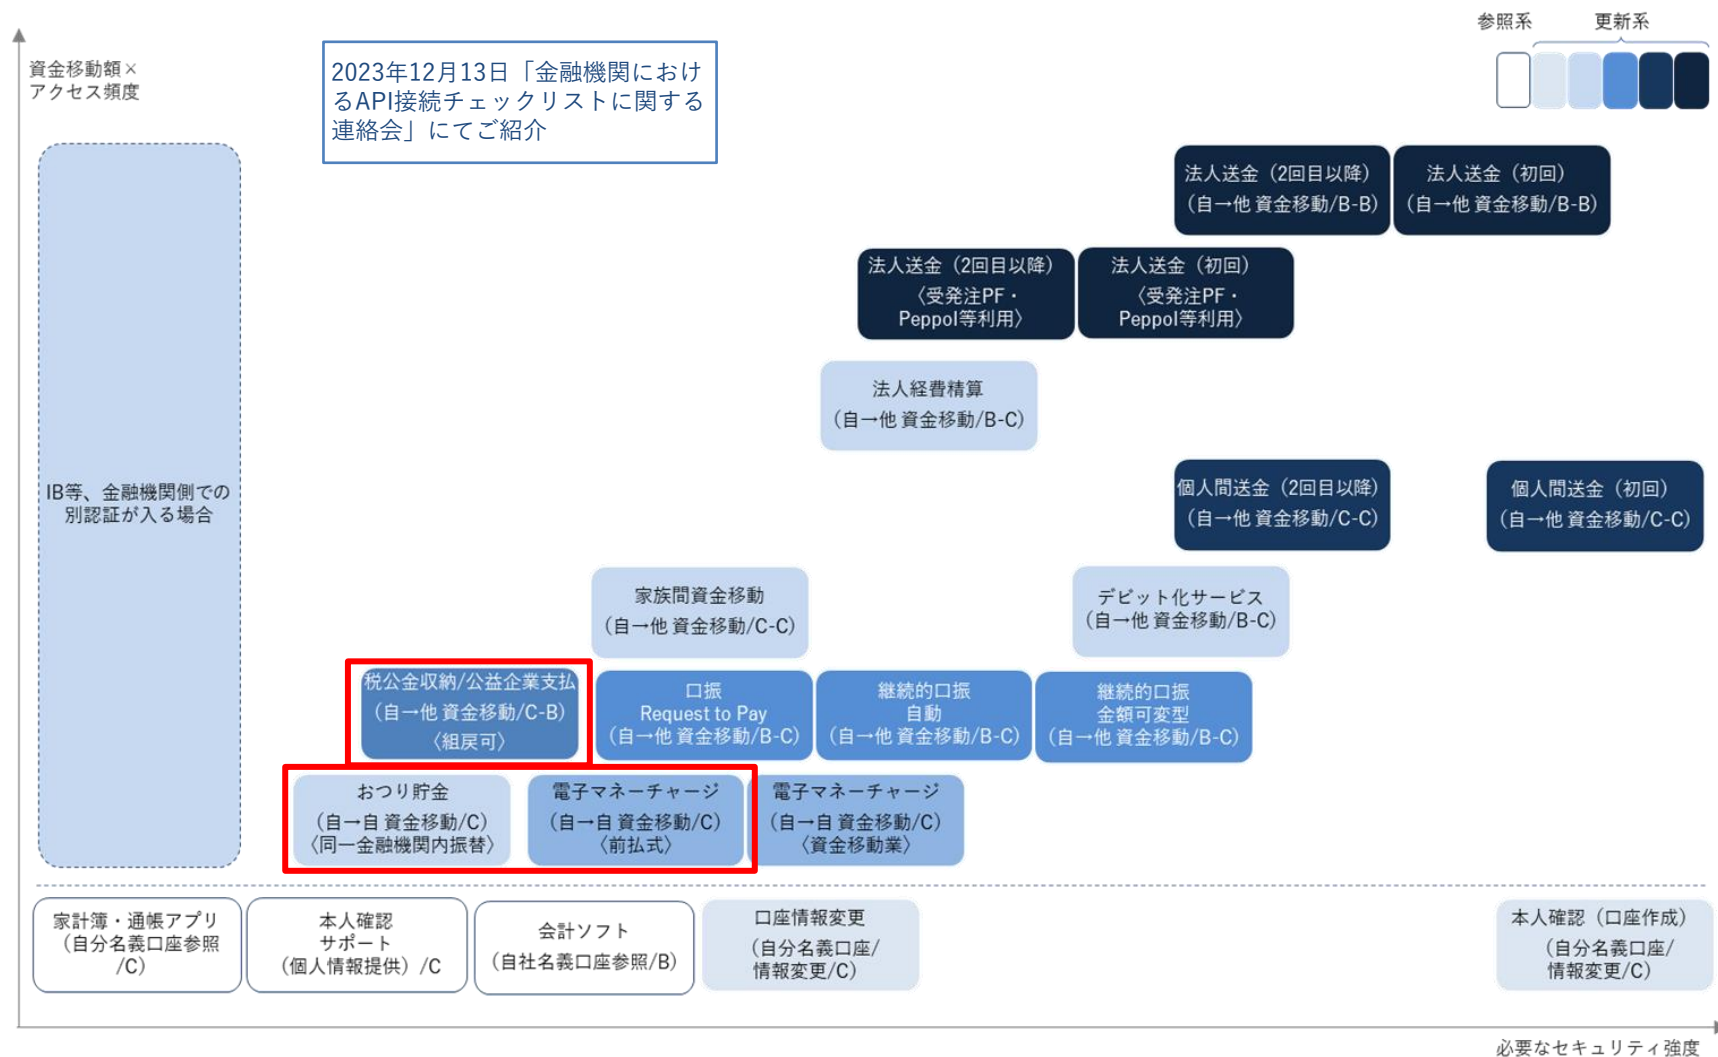 参照系
更新系
資金移動額×
アクセス頻度
2023年12月13日「金融機関におけ
るAPI接続チェックリストに関する
連絡会」にてご紹介
法人送金（2回目以降）
（自→他 資金移動/B-B）
法人送金（初回）
（自→他 資金移動/B-B）
法人送金（2回目以降）
〈受発注PF・
Peppol等利用〉
法人送金（初回）
〈受発注PF・
Peppol等利用〉
法人経費精算
（自→他 資金移動/B-C）
IB等、金融機関側での
別認証が入る場合
個人間送金（2回目以降）
（自→他 資金移動/C-C）
個人間送金（初回）
（自→他 資金移動/C-C）
家族間資金移動
（自→他 資金移動/C-C）
デビット化サービス
（自→他 資金移動/B-C）
税公金収納/公益企業支払
（自→他 資金移動/C-B）
〈組戻可〉
口振
Request to Pay
（自→他 資金移動/B-C）
継続的口振
自動
（自→他 資金移動/B-C）
継続的口振
金額可変型
（自→他 資金移動/B-C）
おつり貯金
（自→自 資金移動/C）
〈同一金融機関内振替〉
電子マネーチャージ
（自→自 資金移動/C）
〈前払式〉
電子マネーチャージ
（自→自 資金移動/C）
〈資金移動業〉
家計簿・通帳アプリ
（自分名義口座参照
/C）
本人確認
サポート
（個人情報提供）/C
会計ソフト
（自社名義口座参照/B）
口座情報変更
（自分名義口座/
情報変更/C）
本人確認（口座作成）
（自分名義口座/
情報変更/C）
必要なセキュリティ強度